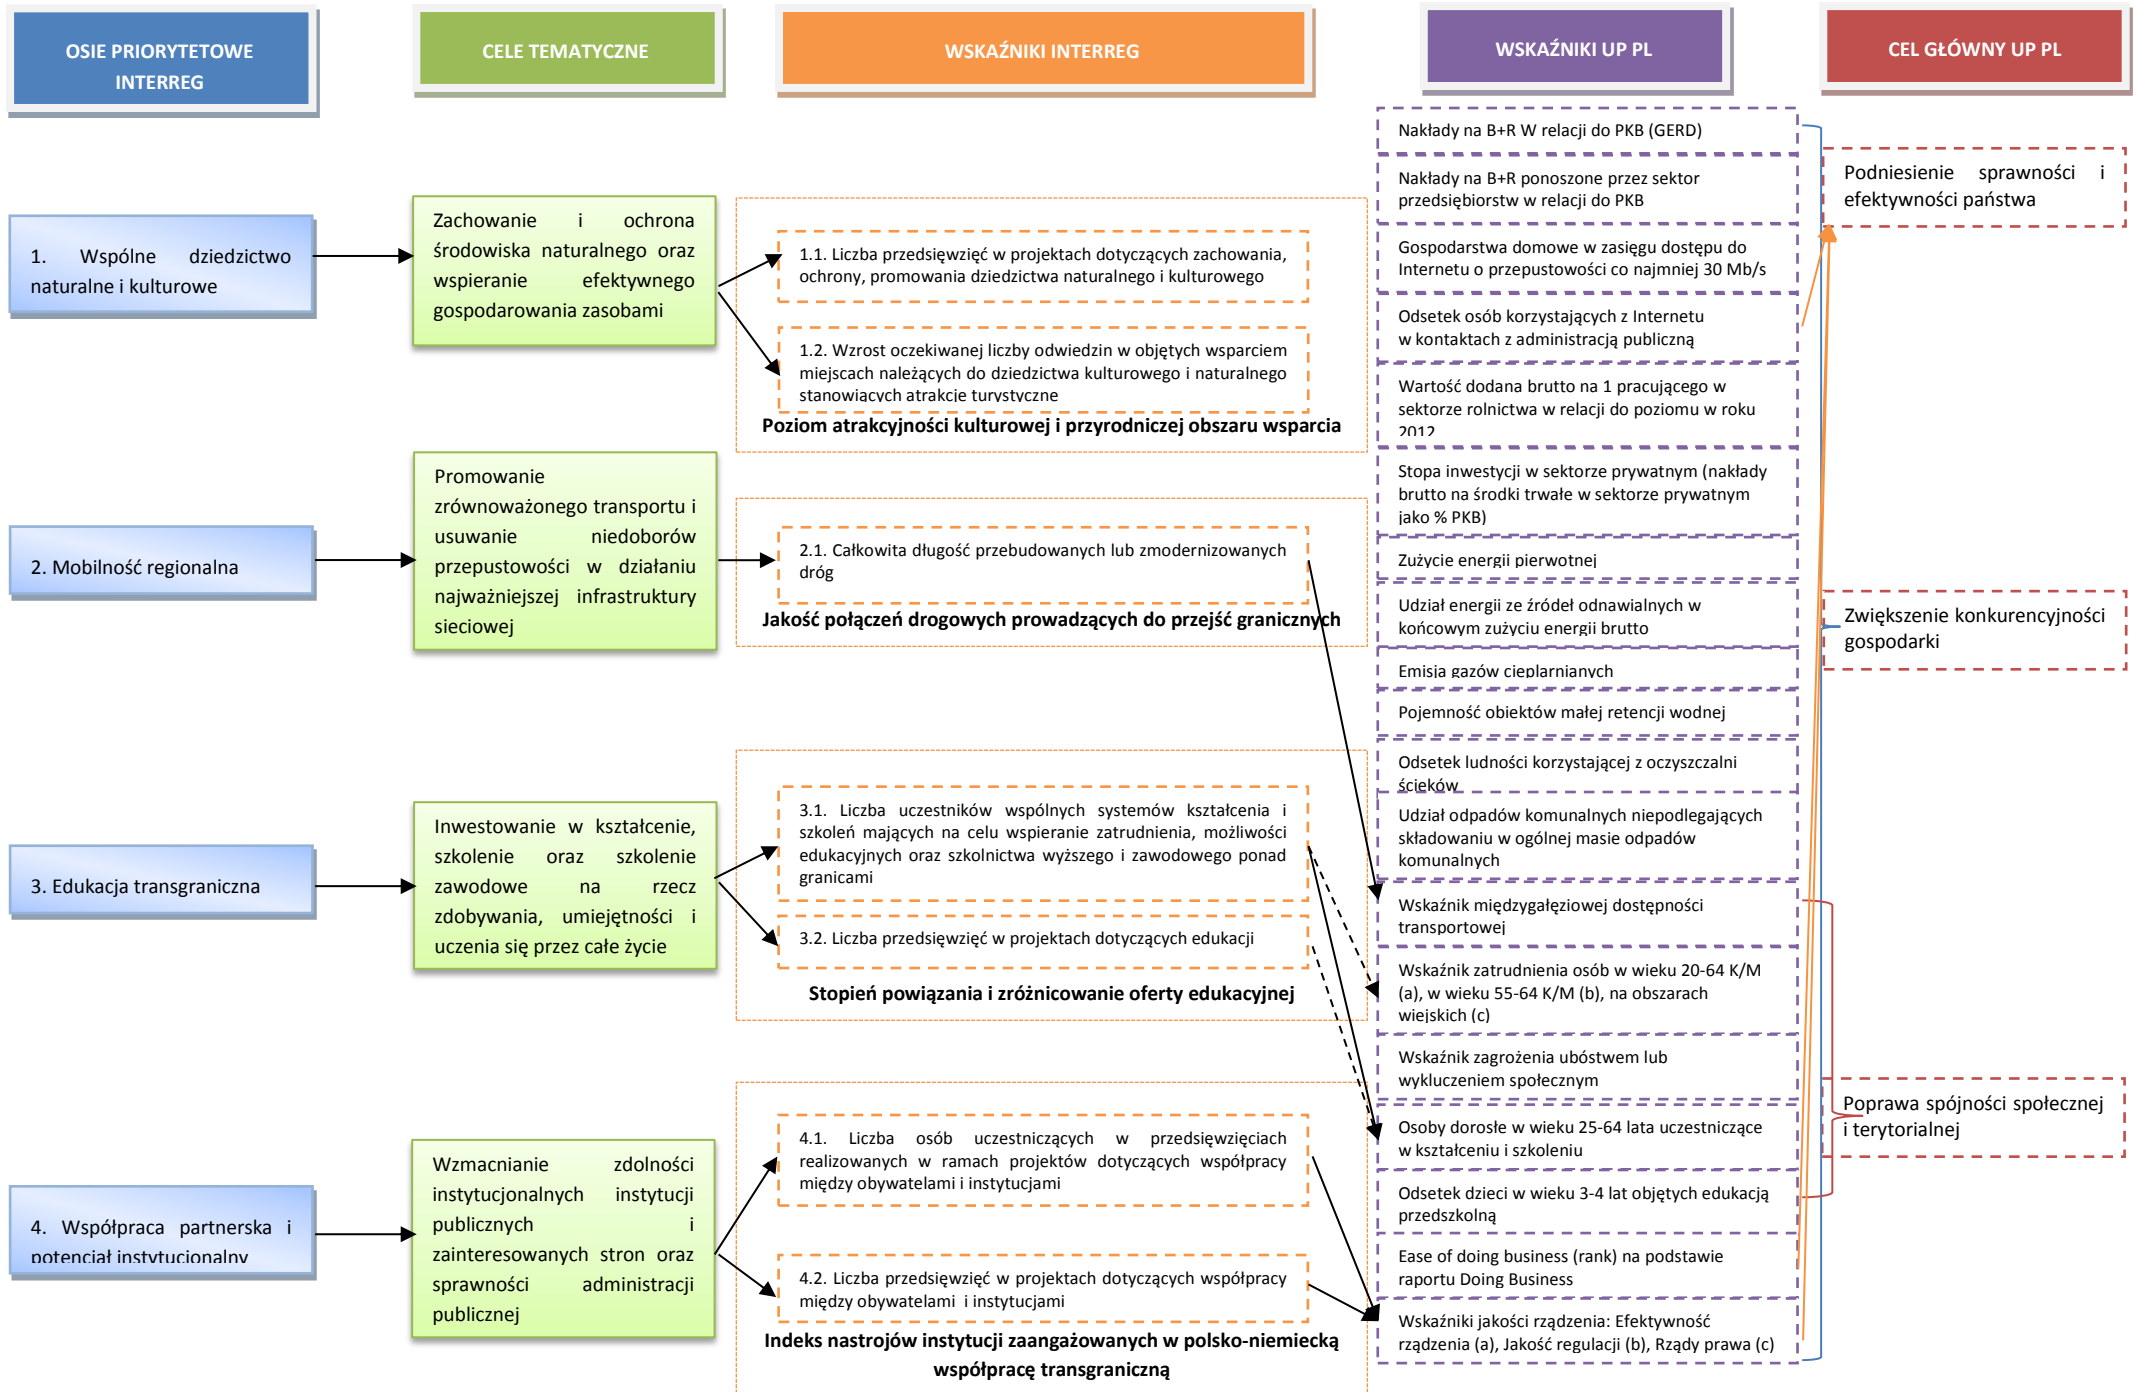 OSIE PRIORYTETOWE
INTERREG
CELE TEMATYCZNE
WSKAŹNIKI INTERREG
WSKAŹNIKI UP PL
CEL GŁÓWNY UP PL
1. Wspólne dziedzictwo
naturalne i kulturowe
2. Mobilność regionalna
3. Edukacja transgraniczna
4. Współpraca partnerska i
potencjał instytucjonalny
Zachowanie i ochrona
środowiska naturalnego oraz
wspieranie efektywnego
gospodarowania zasobami
Promowanie
zrównoważonego transportu i
usuwanie niedoborów
przepustowości w działaniu
najważniejszej infrastruktury
sieciowej
Inwestowanie w kształcenie,
szkolenie oraz szkolenie
zawodowe na rzecz
zdobywania, umiejętności i
uczenia się przez całe życie
Wzmacnianie zdolności
instytucjonalnych instytucji
publicznych i
zainteresowanych stron oraz
sprawności administracji
publicznej
1.1. Liczba przedsięwzięć w projektach dotyczących zachowania,
ochrony, promowania dziedzictwa naturalnego i kulturowego
1.2. Wzrost oczekiwanej liczby odwiedzin w objętych wsparciem
miejscach należących do dziedzictwa kulturowego i naturalnego
stanowiących atrakcje turystyczne
Poziom atrakcyjności kulturowej i przyrodniczej obszaru wsparcia
2.1. Całkowita długość przebudowanych lub zmodernizowanych
dróg
Jakość połączeń drogowych prowadzących do przejść granicznych
3.1. Liczba uczestników wspólnych systemów kształcenia i
szkoleń mających na celu wspieranie zatrudnienia, możliwości
edukacyjnych oraz szkolnictwa wyższego i zawodowego ponad
granicami
3.2. Liczba przedsięwzięć w projektach dotyczących edukacji
Stopień powiązania i zróżnicowanie oferty edukacyjnej
4.1. Liczba osób uczestniczących w przedsięwzięciach
realizowanych w ramach projektów dotyczących współpracy
między obywatelami i instytucjami
4.2. Liczba przedsięwzięć w projektach dotyczących współpracy
między obywatelami i instytucjami
Indeks nastrojów instytucji zaangażowanych w polsko-niemiecką
współpracę transgraniczną
Nakłady na B+R W relacji do PKB (GERD)
Nakłady na B+R ponoszone przez sektor
przedsiębiorstw w relacji do PKB
Gospodarstwa domowe w zasięgu dostępu do
Internetu o przepustowości co najmniej 30 Mb/s
Odsetek osób korzystających z Internetu
w kontaktach z administracją publiczną
Wartość dodana brutto na 1 pracującego w
sektorze rolnictwa w relacji do poziomu w roku
2012
Stopa inwestycji w sektorze prywatnym (nakłady
brutto na środki trwałe w sektorze prywatnym
jako % PKB)
Zużycie energii pierwotnej
Udział energii ze źródeł odnawialnych w
końcowym zużyciu energii brutto
Emisja gazów cieplarnianych
Pojemność obiektów małej retencji wodnej
Odsetek ludności korzystającej z oczyszczalni
ścieków
Udział odpadów komunalnych niepodlegających
składowaniu w ogólnej masie odpadów
komunalnych
Wskaźnik międzygałęziowej dostępności
transportowej
Wskaźnik zatrudnienia osób w wieku 20-64 K/M
(a), w wieku 55-64 K/M (b), na obszarach
wiejskich (c)
Wskaźnik zagrożenia ubóstwem lub
wykluczeniem społecznym
Osoby dorosłe w wieku 25-64 lata uczestniczące
w kształceniu i szkoleniu
Odsetek dzieci w wieku 3-4 lat objętych edukacją
przedszkolną
Ease of doing business (rank) na podstawie
raportu Doing Business
Wskaźniki jakości rządzenia: Efektywność
rządzenia (a), Jakość regulacji (b), Rządy prawa (c)
Podniesienie sprawności i
efektywności państwa
Zwiększenie konkurencyjności
gospodarki
Poprawa spójności społecznej
i terytorialnej